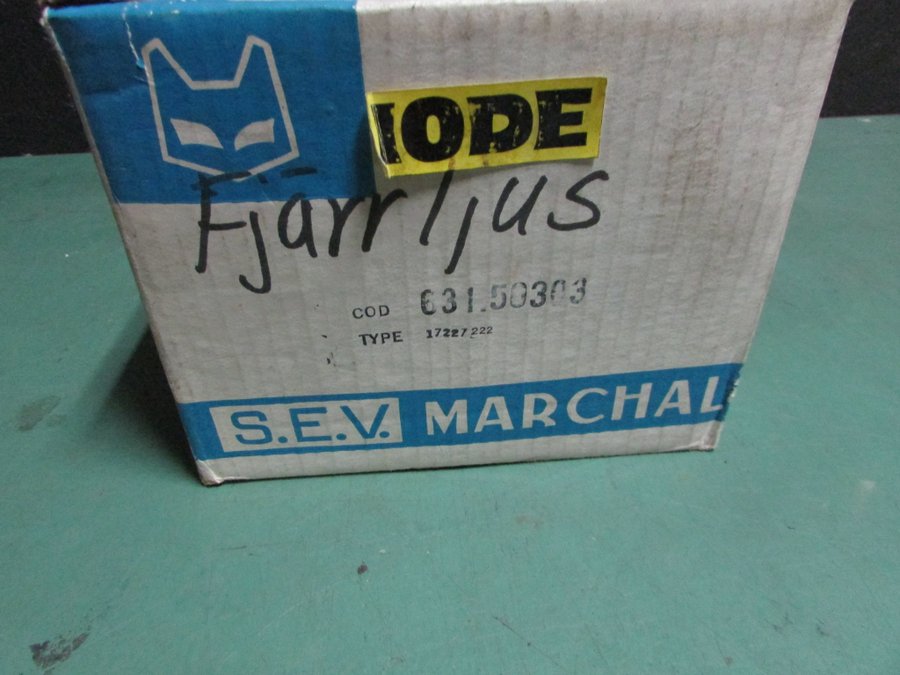 IODE
Fjärrljus
COD 631.50303
TYPE 17227222
S.E.V. MARCHAL